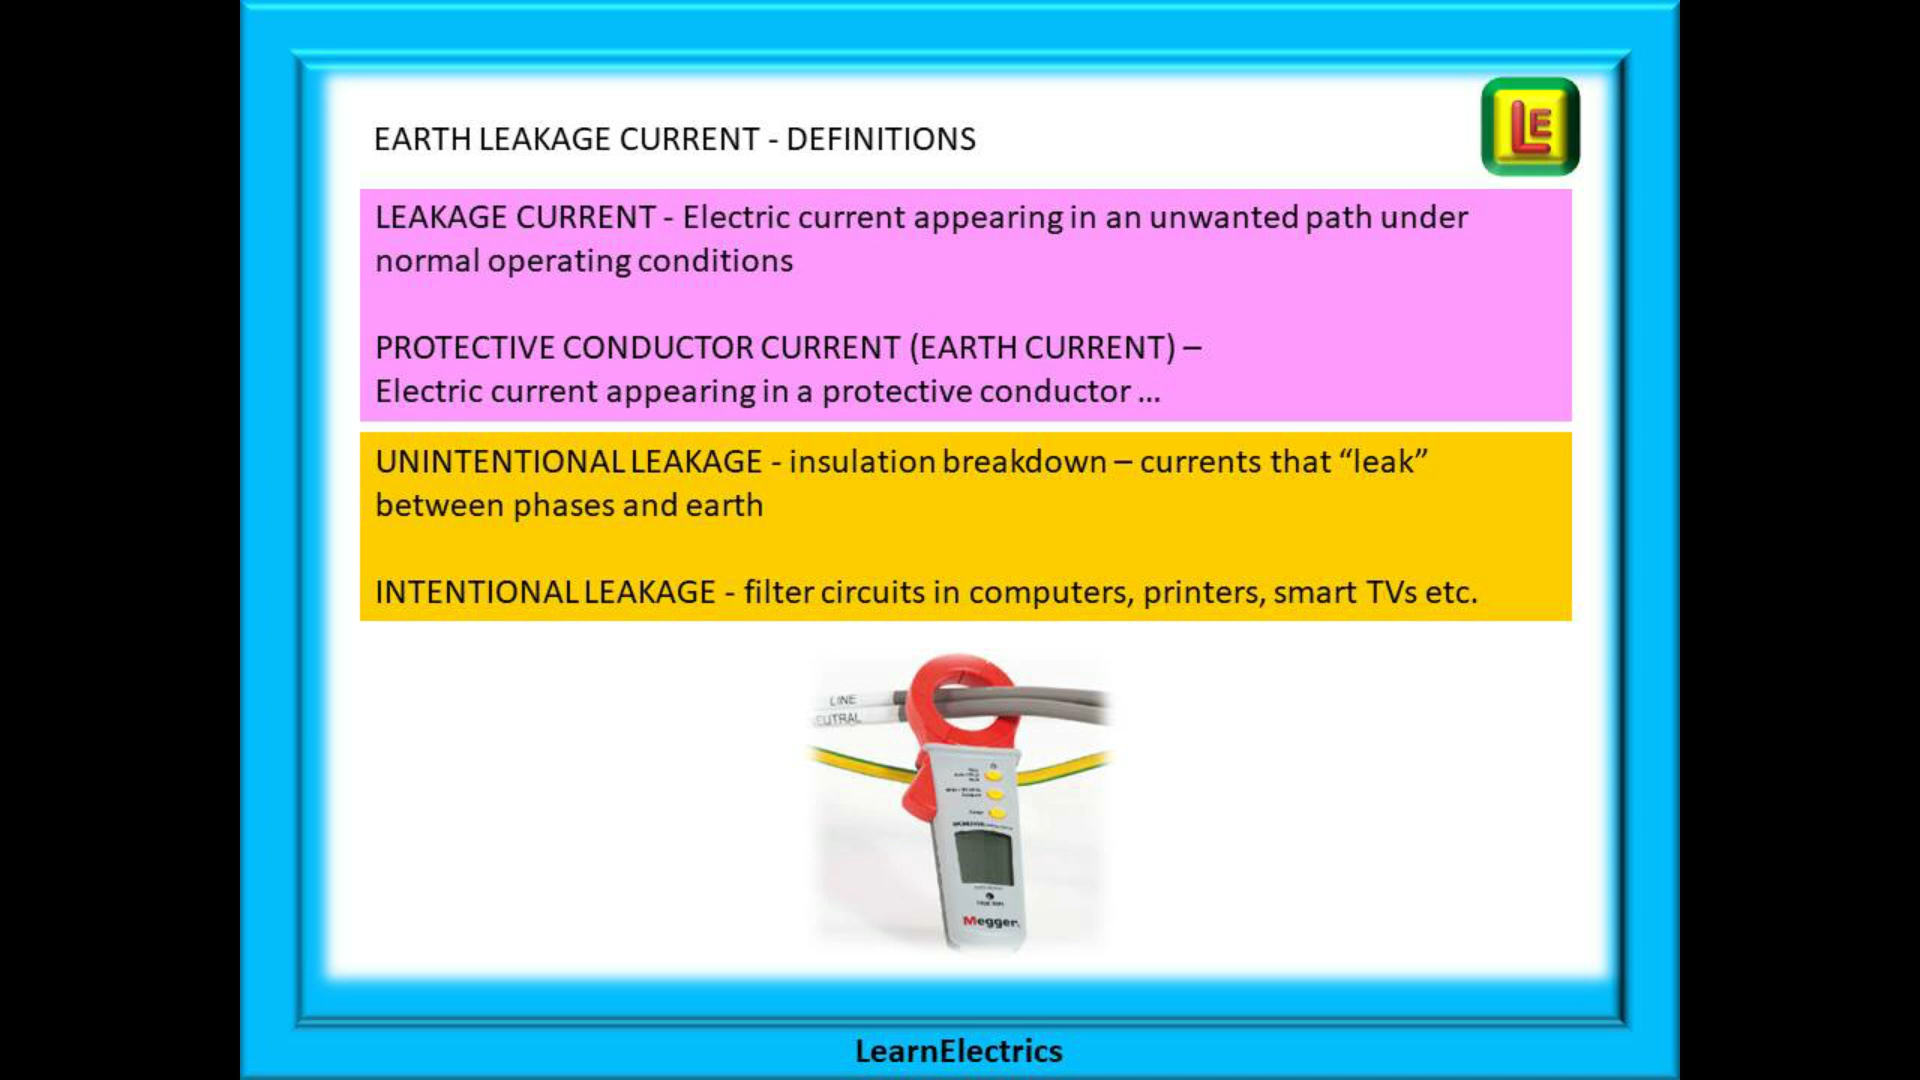 EARTH LEAKAGE CURRENT - DEFINITIONS
LE
LEAKAGE CURRENT - Electric current appearing in an unwanted path under
normal operating conditions
PROTECTIVE CONDUCTOR CURRENT (EARTH CURRENT) –
Electric current appearing in a protective conductor ...
UNINTENTIONAL LEAKAGE - insulation breakdown – currents that “leak”
between phases and earth
INTENTIONAL LEAKAGE - filter circuits in computers, printers, smart TVs etc.
LINE
EUTRAL
Megger
LearnElectrics